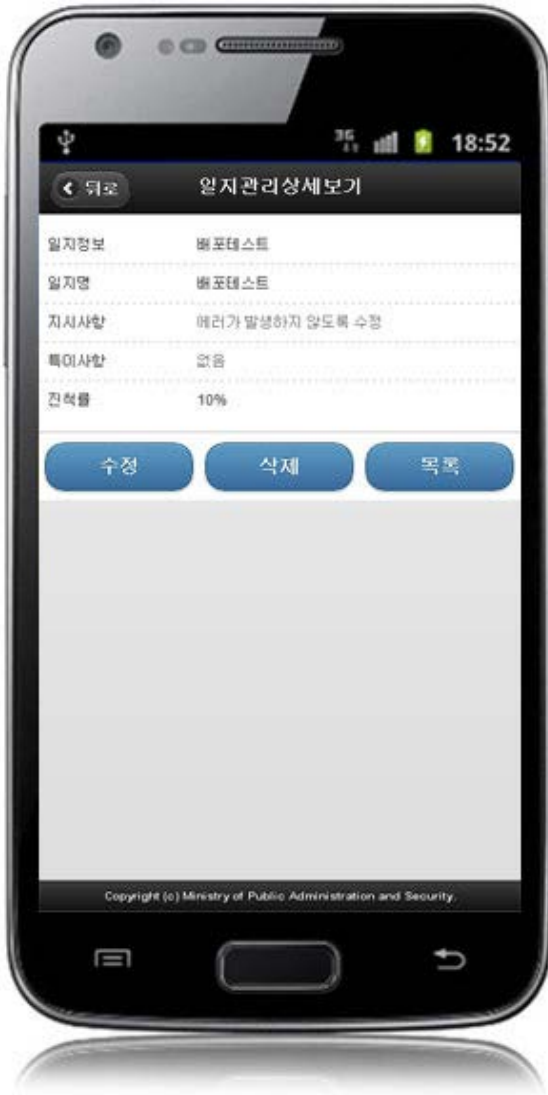 3G 18:52
뒤로 일지관리상세보기
일지정보 배포테스트
일지명 배포테스트
지시사항 에러가 발생하지 않도록 수정
특이사항 없음
진척률 10%
수정 삭제 목록
Copyright (c) Ministry of Public Administration and Security.